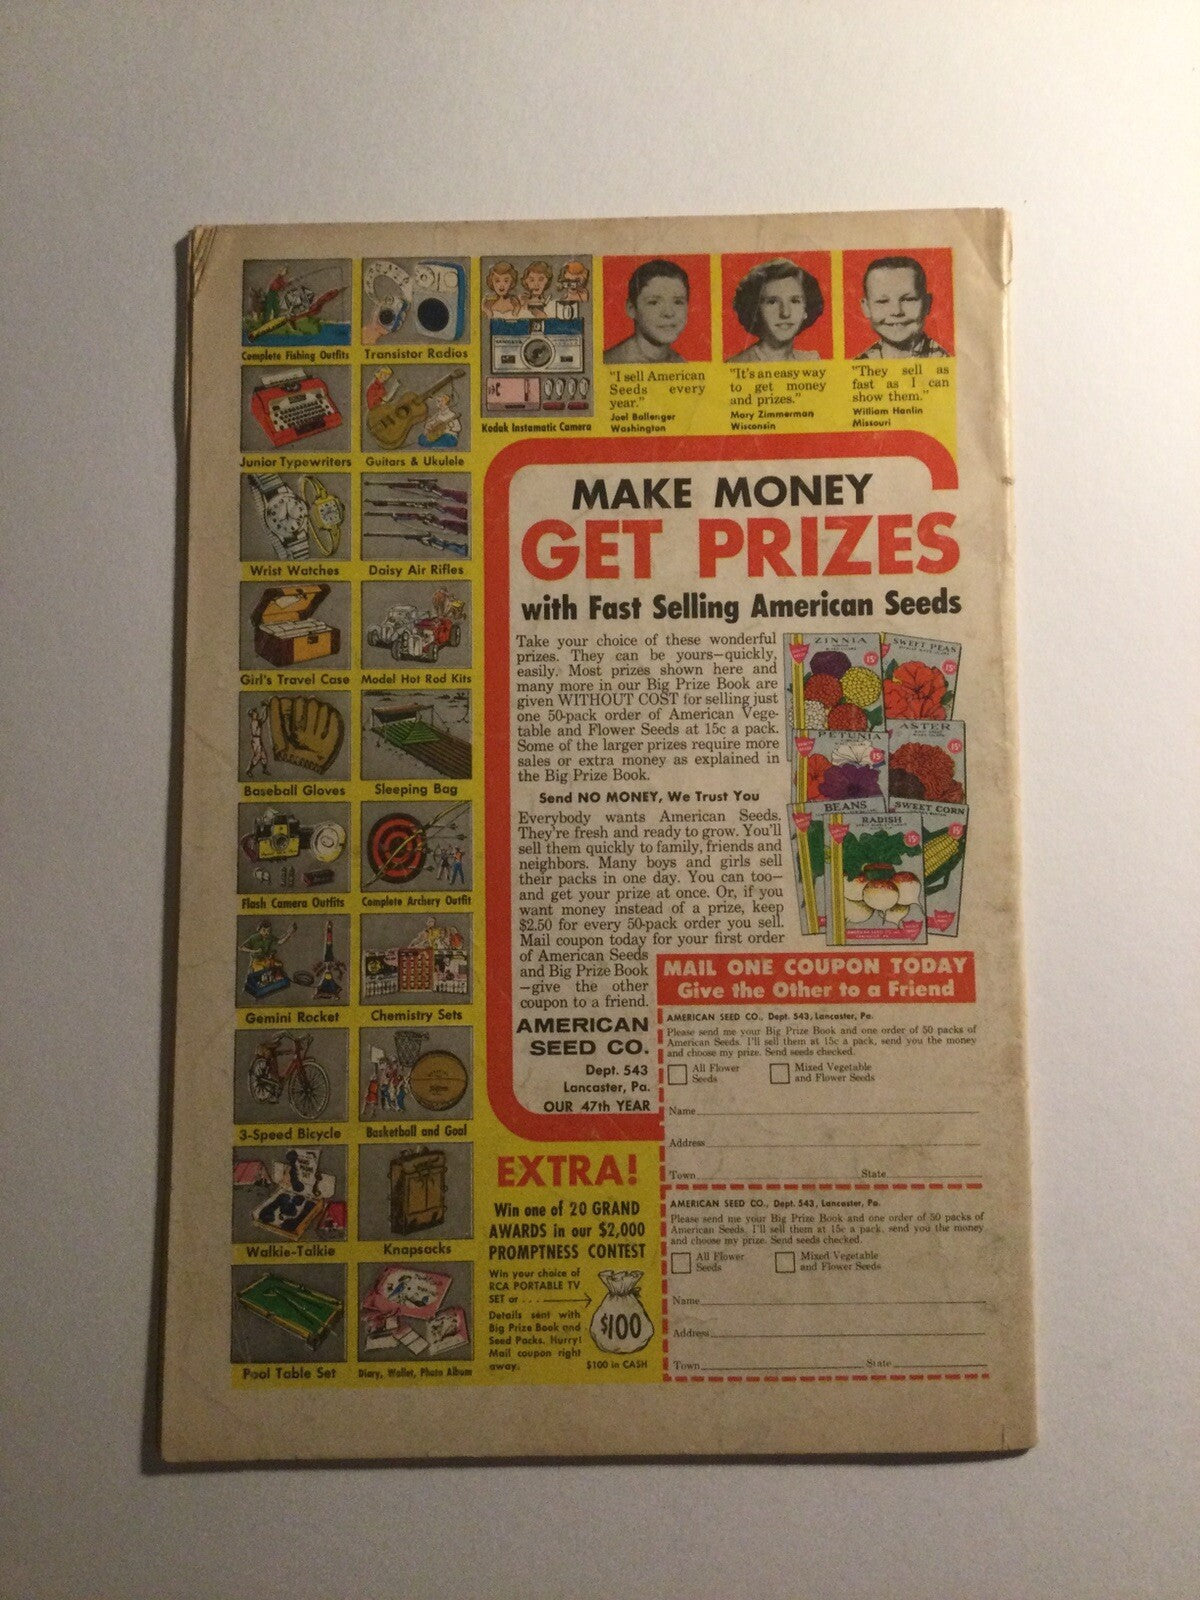 Complete Fishing Outfits
Transistor Radios
Kodak Instamatic Camera
Junior Typewriters
Guitars & Ukulele
Wrist Watches
Daisy Air Rifles
Girl's Travel Case
Model Hot Rod Kits
Baseball Gloves
Sleeping Bag
Flash Camera Outfits
Complete Archery Outfit
Gemini Rocket
Chemistry Sets
3-Speed Bicycle
Basketball and Goal
Walkie-Talkie
Knapsacks
Pool Table Set
Diary, Wallet, Photo Album
"I sell American
Seeds every
year."
Joel Ballenger
Washington
"It's an easy way
to get money
and prizes."
Mary Zimmerman
Wisconsin
"They sell as
fast as I can
show them."
William Hanlin
Missouri
MAKE MONEY
GET PRIZES
with Fast Selling American Seeds
Take your choice of these wonderful
prizes. They can be yours—quickly,
easily. Most prizes shown here and
many more in our Big Prize Book are
given WITHOUT COST for selling just
one 50-pack order of American Vege-
table and Flower Seeds at 15c a pack.
Some of the larger prizes require more
sales or extra money as explained in
the Big Prize Book.
Send NO MONEY, We Trust You
Everybody wants American Seeds.
They're fresh and ready to grow. You'll
sell them quickly to family, friends and
neighbors. Many boys and girls sell
their packs in one day. You can too—
and get your prize at once. Or, if you
want money instead of a prize, keep
$2.50 for every 50-pack order you sell.
Mail coupon today for your first order
of American Seeds
and Big Prize Book
—give the other
coupon to a friend.
AMERICAN
SEED CO.
Dept. 543
Lancaster, Pa.
OUR 47th YEAR
ZINNIA
15¢
SWEET PEAS
15¢
PETUNIA
15¢
ASTER
15¢
BEANS
SWEET CORN
15¢
RADISH
15¢
MAIL ONE COUPON TODAY
Give the Other to a Friend
AMERICAN SEED CO., Dept. 543, Lancaster, Pa.
Please send me your Big Prize Book and one order of 50 packs of
American Seeds. I'll sell them at 15c a pack, send you the money
and choose my prize. Send seeds checked.
All Flower
Seeds
Mixed Vegetable
and Flower Seeds
Name
Address
Town State
AMERICAN SEED CO., Dept. 543, Lancaster, Pa.
Please send me your Big Prize Book and one order of 50 packs of
American Seeds. I'll sell them at 15c a pack, send you the money
and choose my prize. Send seeds checked.
All Flower
Seeds
Mixed Vegetable
and Flower Seeds
Name
Address
Town State
EXTRA!
Win one of 20 GRAND
AWARDS in our $2,000
PROMPTNESS CONTEST
Win your choice of
RCA PORTABLE TV
SET or . . .
Details sent with
Big Prize Book and
Seed Packs. Hurry!
Mail coupon right
away.
$100
$100 in CASH